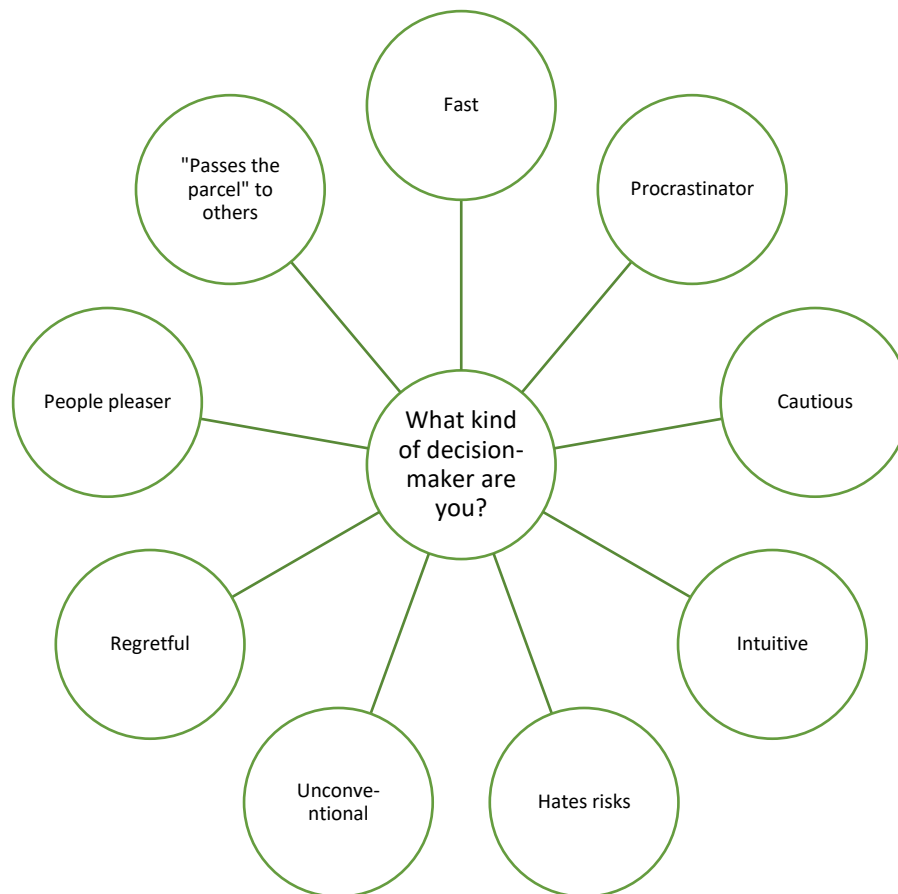 Fast
"Passes the
parcel" to
others
Procrastinator
People pleaser
Cautious
What kind
of decision-
maker are
you?
Regretful
Intuitive
Unconve-
ntional
Hates risks